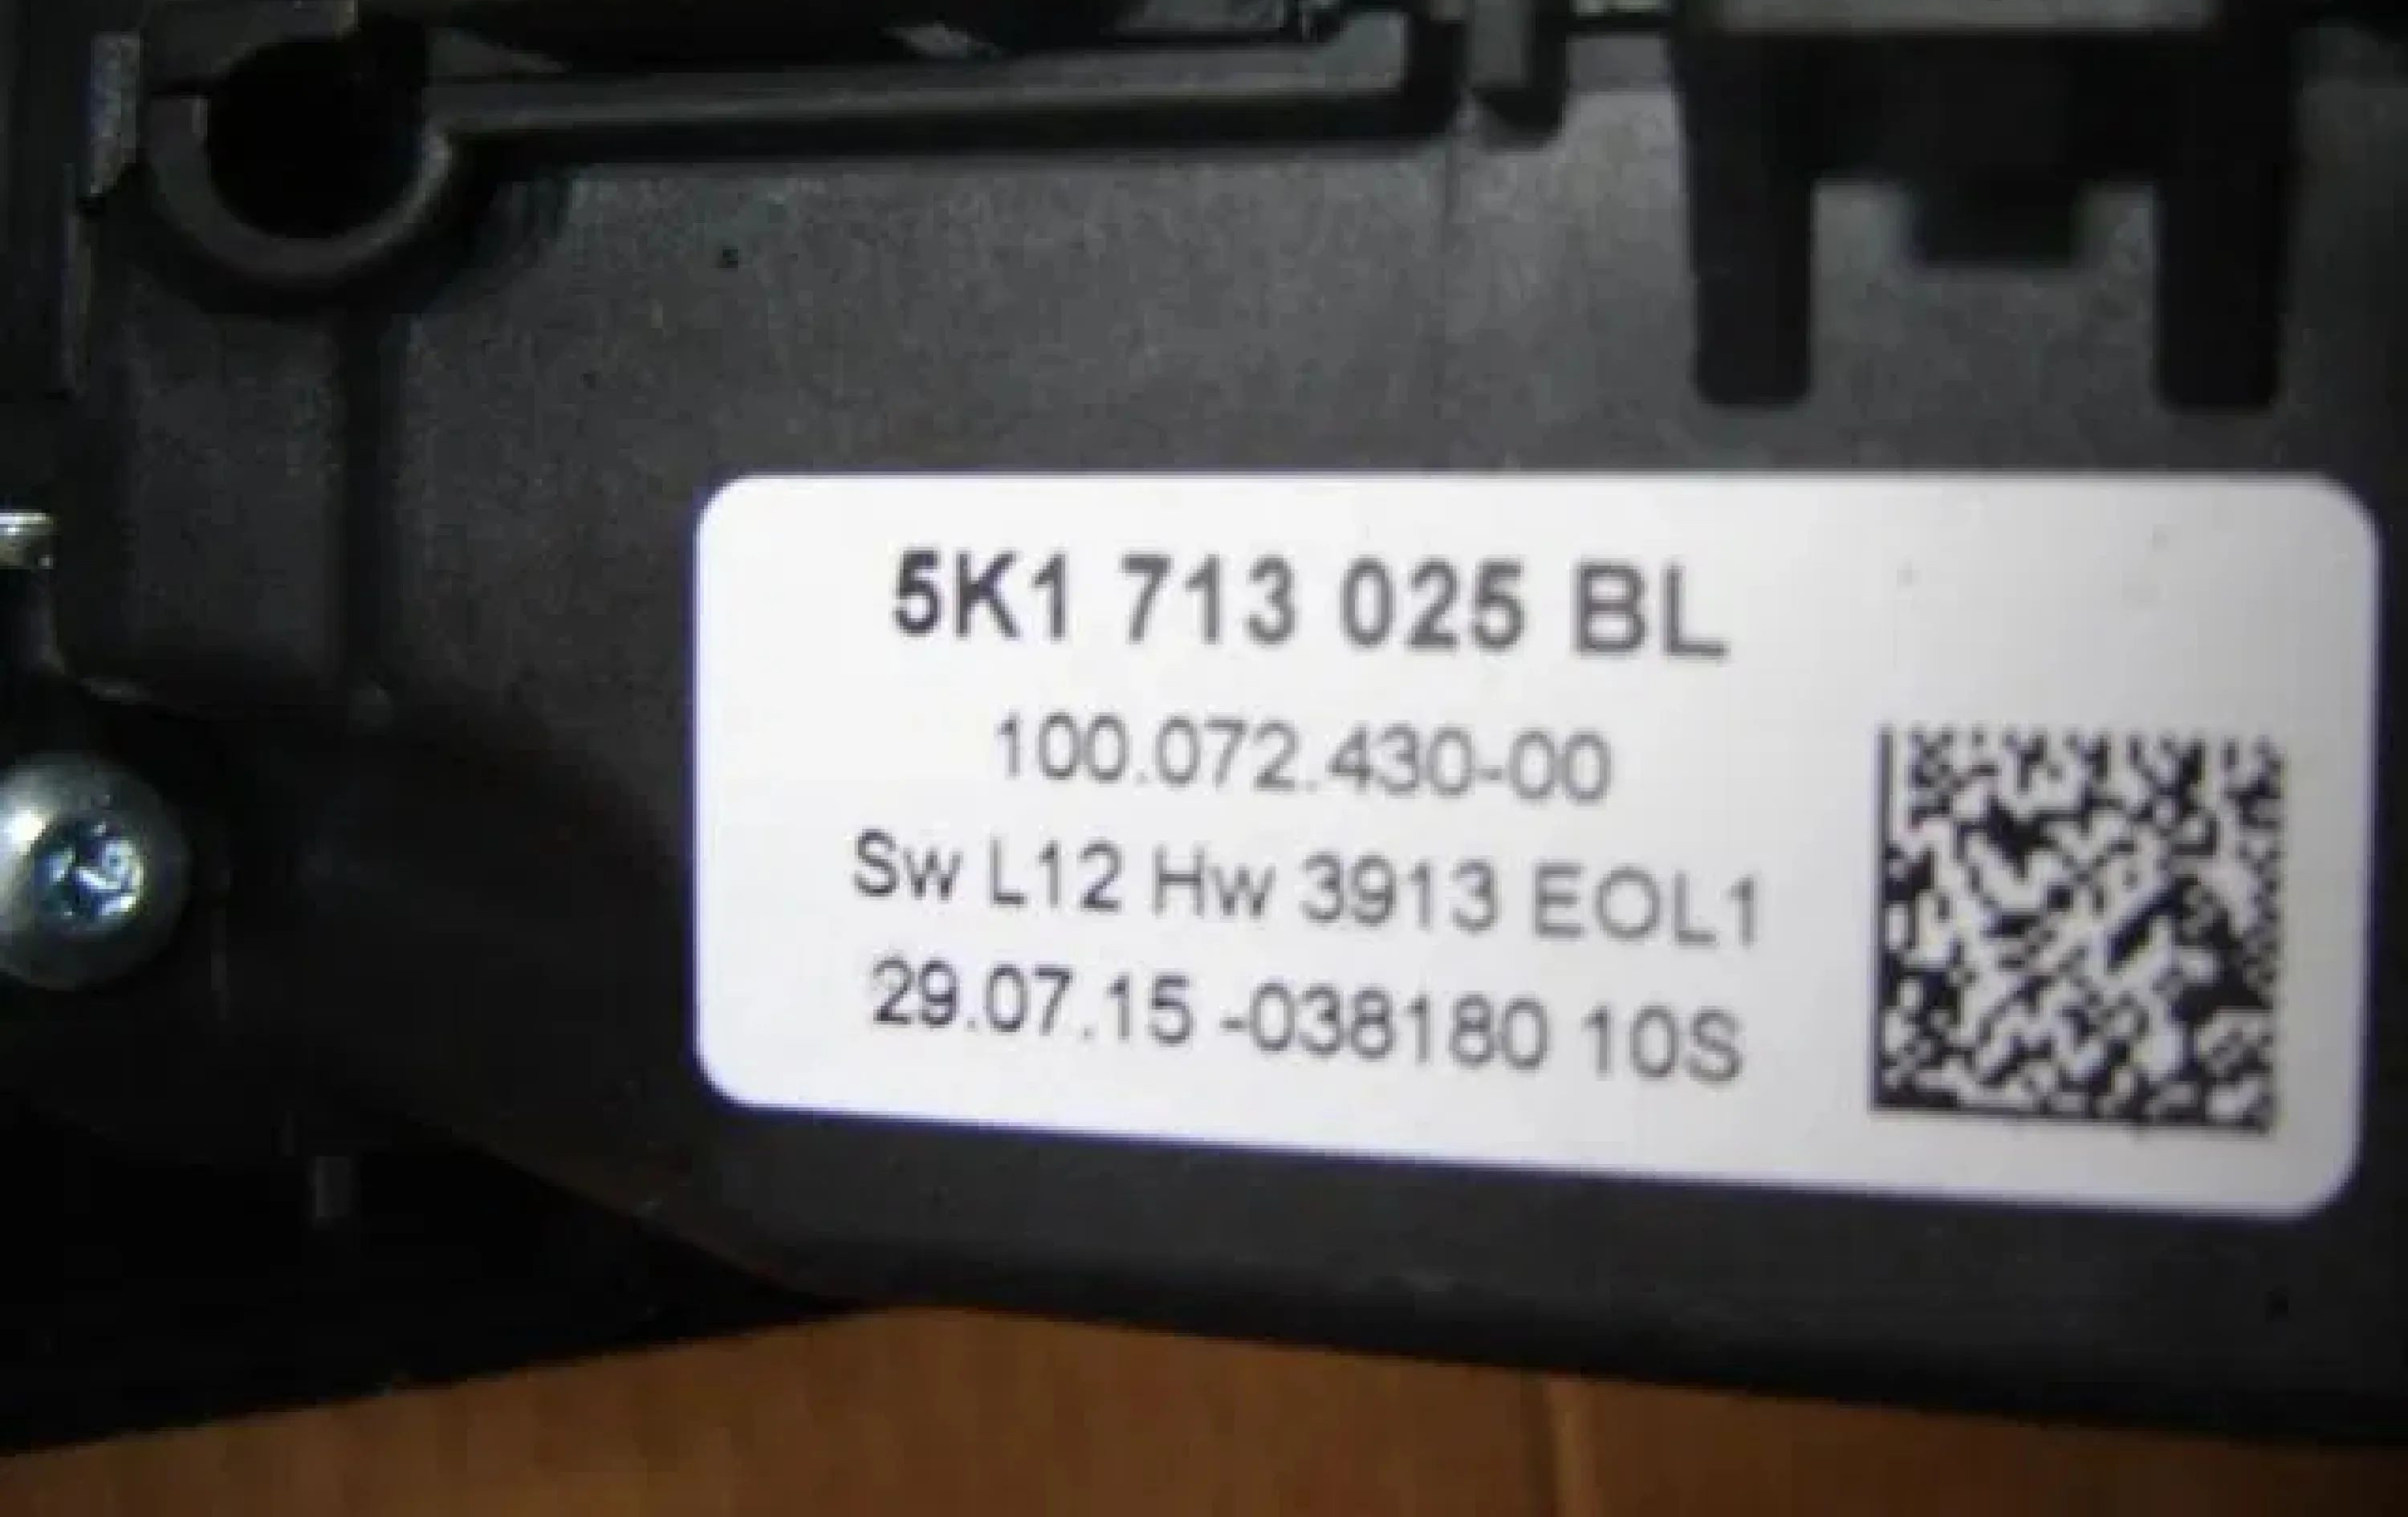 5K1 713 025 BL
100.072.430-00
Sw L12 Hw 3913 EOL1
29.07.15 -038180 10S